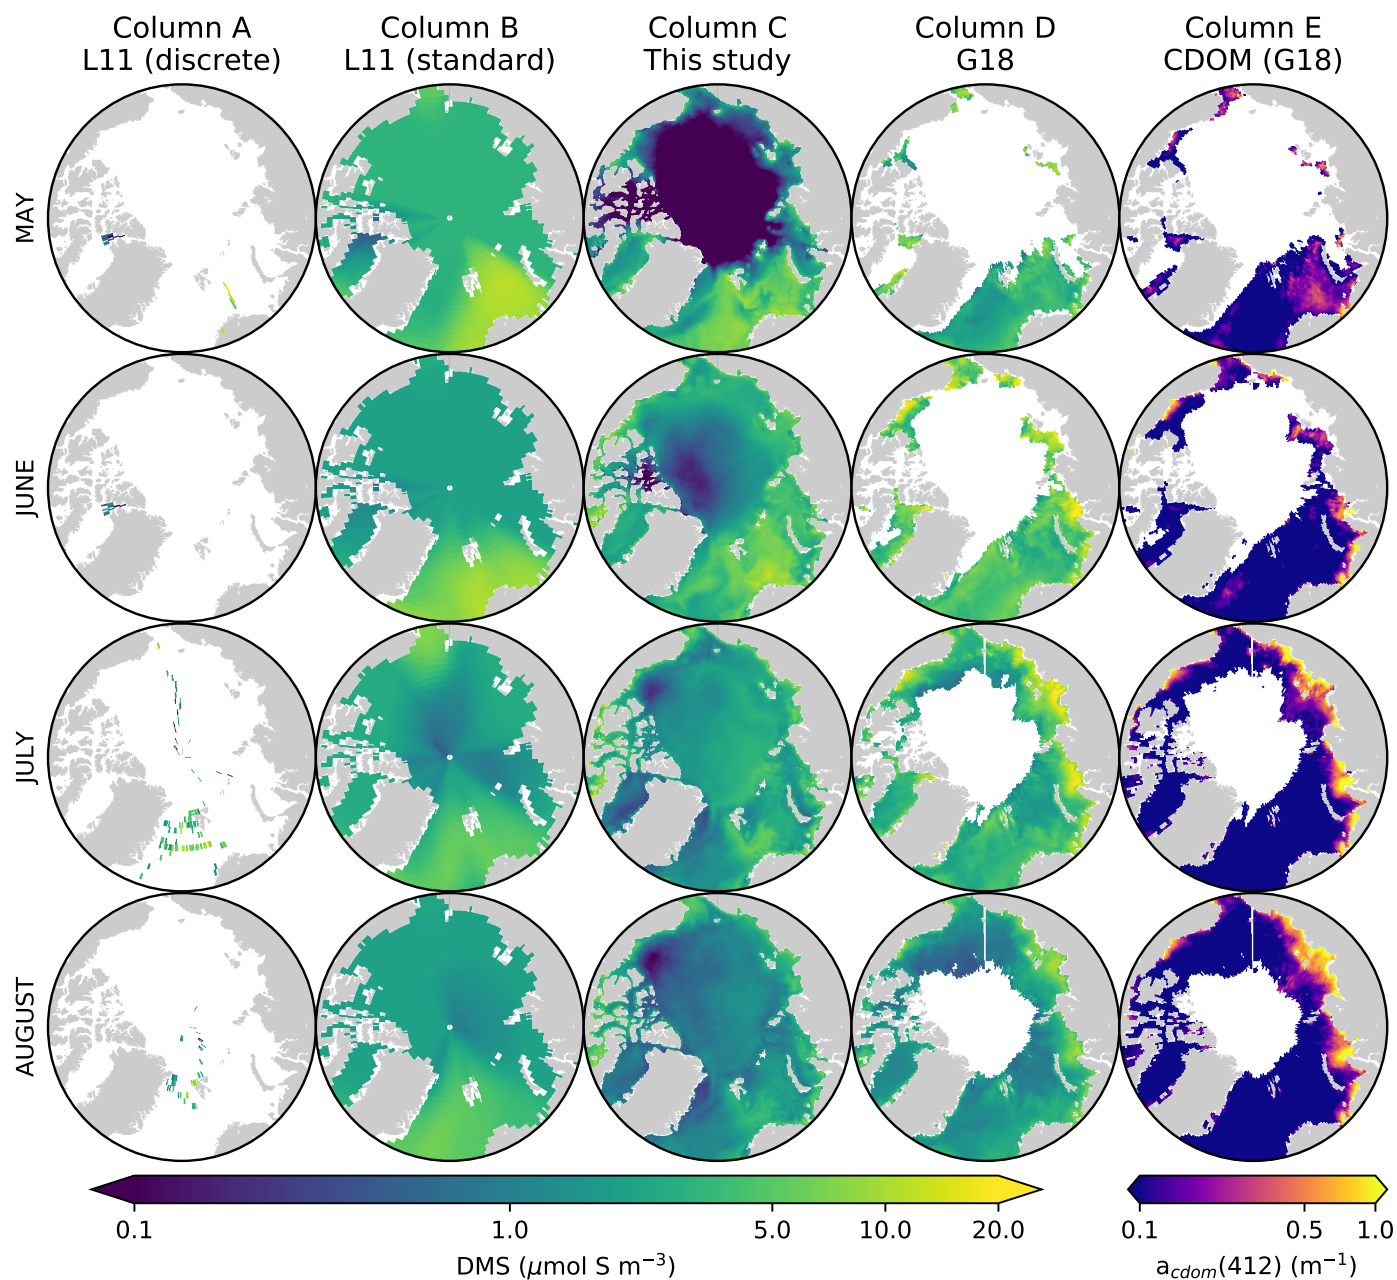 Column A
L11 (discrete)
Column B
L11 (standard)
Column C
This study
Column D
G18
Column E
CDOM (G18)
MAY
JUNE
JULY
AUGUST
0.1 1.0 5.0 10.0 20.0
DMS (μmol S m⁻³)
0.1 0.5 1.0
a_cdom(412) (m⁻¹)